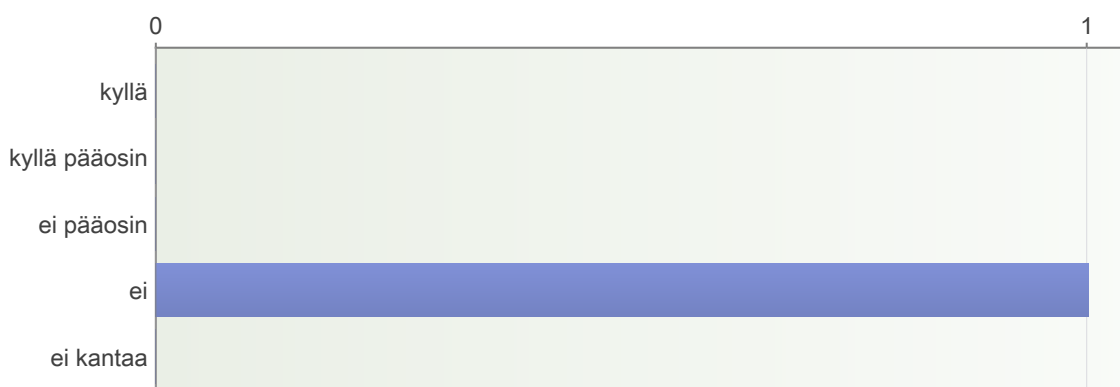 0 1
kyllä
kyllä pääosin
ei pääosin
ei
ei kantaa